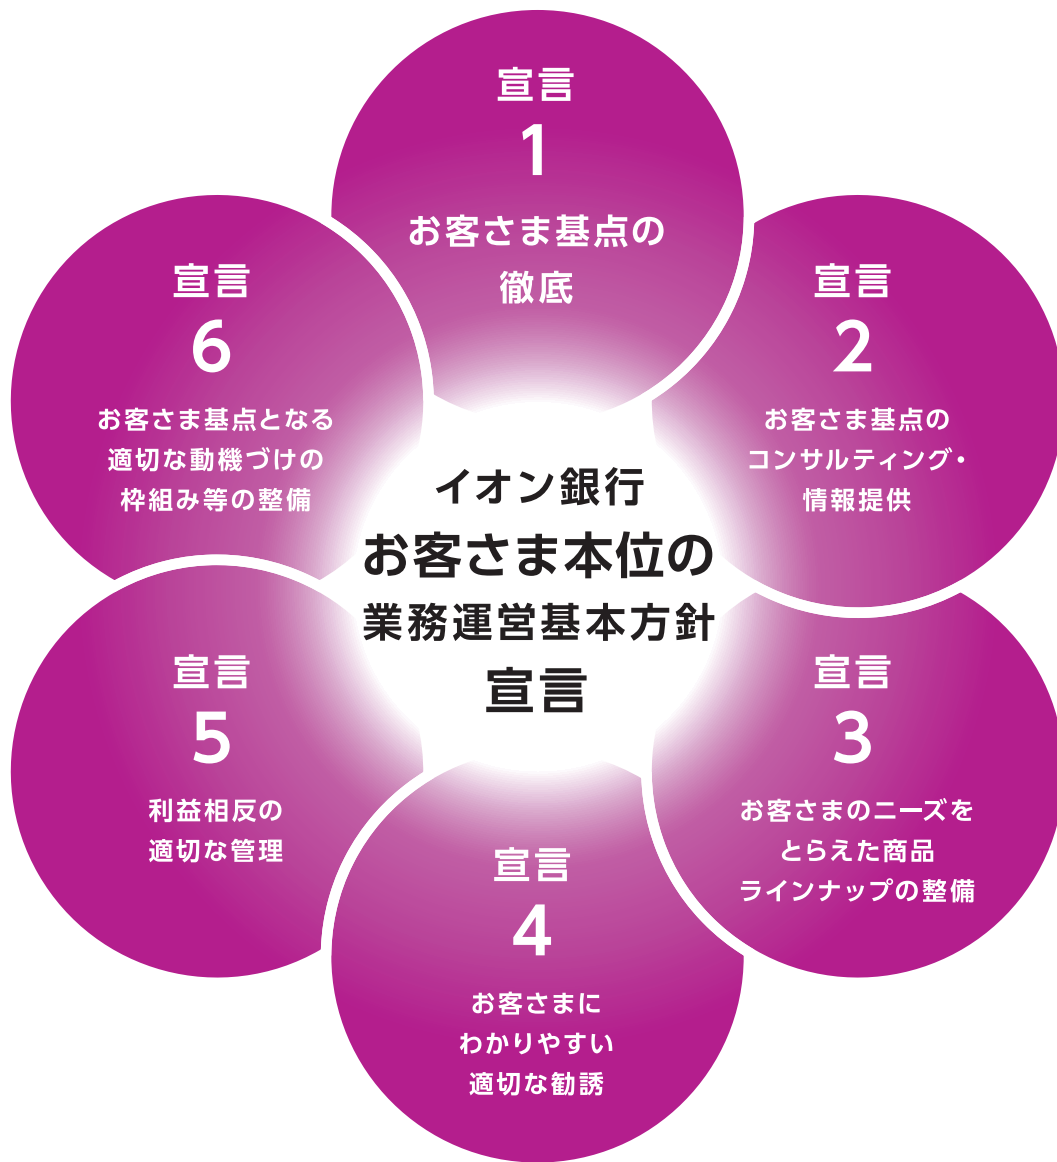 イオン銀行
お客さま本位の
業務運営基本方針
宣言
宣言
1
お客さま基点の
徹底
宣言
2
お客さま基点の
コンサルティング・
情報提供
宣言
3
お客さまのニーズを
とらえた商品
ラインナップの整備
宣言
4
お客さまに
わかりやすい
適切な勧誘
宣言
5
利益相反の
適切な管理
宣言
6
お客さま基点となる
適切な動機づけの
枠組み等の整備